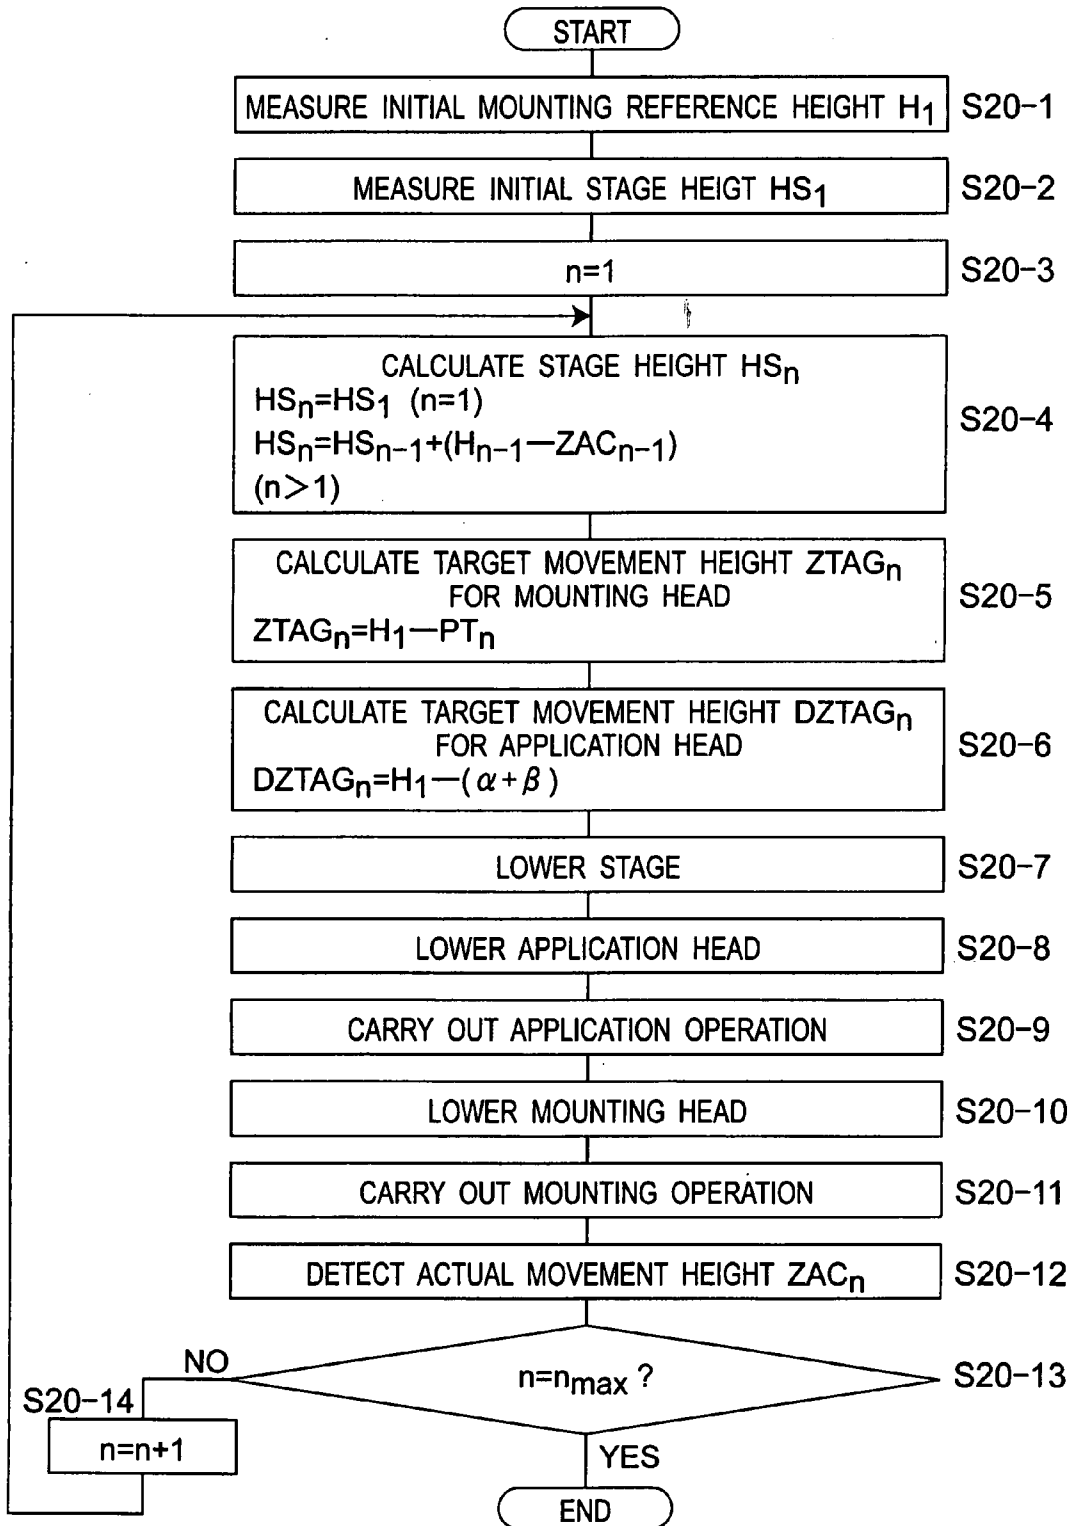 START
MEASURE INITIAL MOUNTING REFERENCE HEIGHT H1 S20-1
MEASURE INITIAL STAGE HEIGT HS1 S20-2
n=1 S20-3
CALCULATE STAGE HEIGHT HSn
HSn=HS1 (n=1)
HSn=HSn-1+(Hn-1—ZACn-1)
(n>1)
S20-4
CALCULATE TARGET MOVEMENT HEIGHT ZTAGn
FOR MOUNTING HEAD
ZTAGn=H1—PTn
S20-5
CALCULATE TARGET MOVEMENT HEIGHT DZTAGn
FOR APPLICATION HEAD
DZTAGn=H1—(α+β)
S20-6
LOWER STAGE S20-7
LOWER APPLICATION HEAD S20-8
CARRY OUT APPLICATION OPERATION S20-9
LOWER MOUNTING HEAD S20-10
CARRY OUT MOUNTING OPERATION S20-11
DETECT ACTUAL MOVEMENT HEIGHT ZACn S20-12
NO
n=nmax ? S20-13
S20-14
n=n+1
YES
END